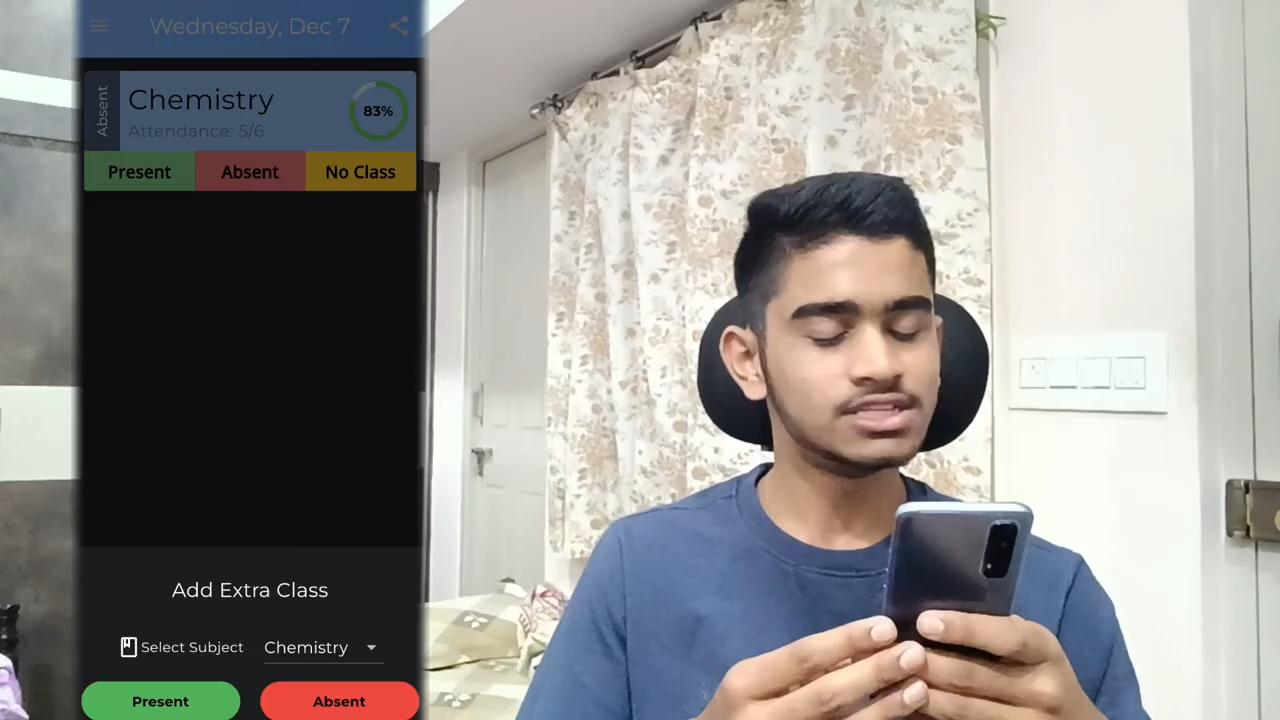 Wednesday, Dec 7
Absent
Chemistry
Attendance: 5/6
83%
Present
Absent
No Class
Add Extra Class
Select Subject
Chemistry
Present
Absent